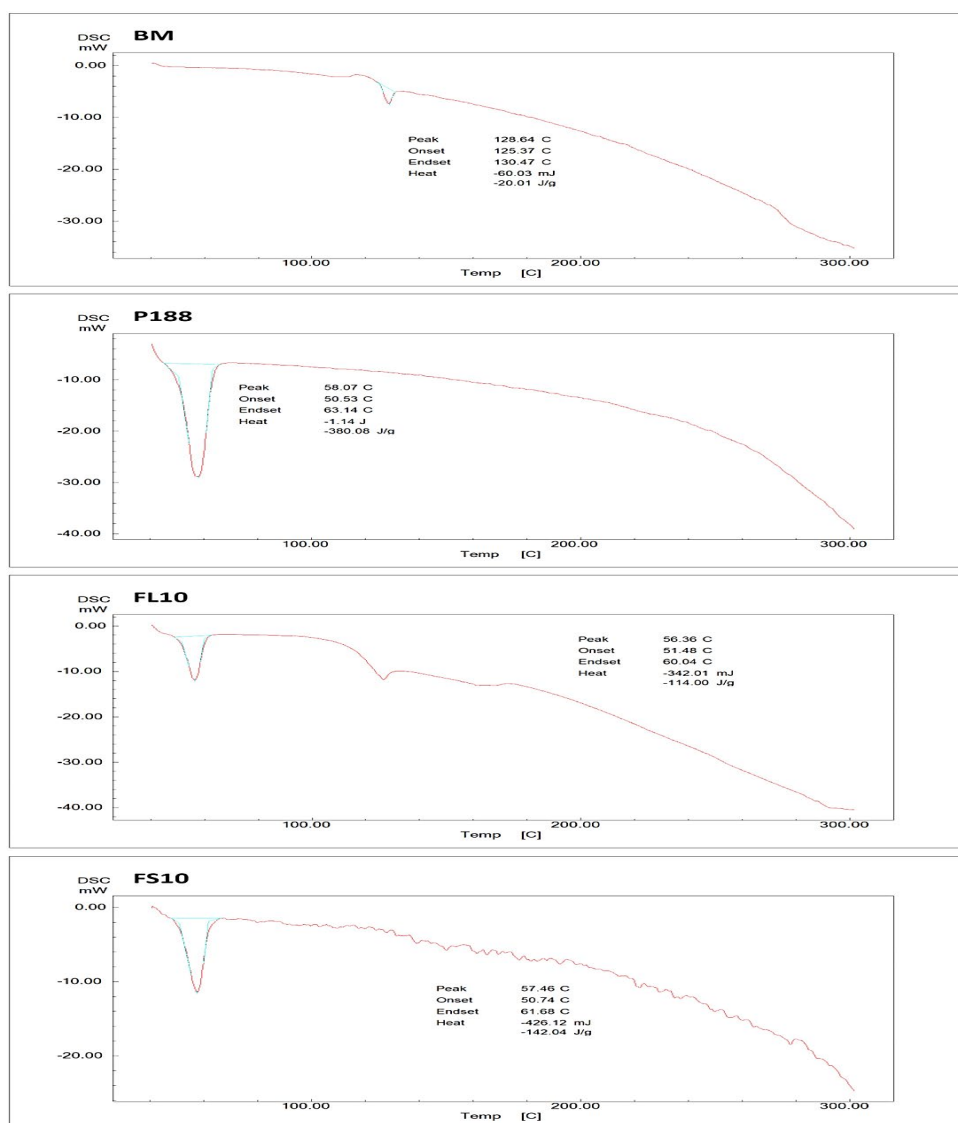 DSC
mW
BM
0.00
-10.00
-20.00
-30.00
Peak 128.64 C
Onset 125.37 C
Endset 130.47 C
Heat -60.03 mJ
-20.01 J/g
100.00 200.00 300.00
Temp [C]
DSC
mW
P188
-10.00
-20.00
-30.00
-40.00
Peak 58.07 C
Onset 50.53 C
Endset 63.14 C
Heat -1.14 J
-380.08 J/g
100.00 200.00 300.00
Temp [C]
DSC
mW
FL10
0.00
-10.00
-20.00
-30.00
-40.00
Peak 56.36 C
Onset 51.48 C
Endset 60.04 C
Heat -342.01 mJ
-114.00 J/g
100.00 200.00 300.00
Temp [C]
DSC
mW
FS10
0.00
-10.00
-20.00
Peak 57.46 C
Onset 50.74 C
Endset 61.68 C
Heat -426.12 mJ
-142.04 J/g
100.00 200.00 300.00
Temp [C]